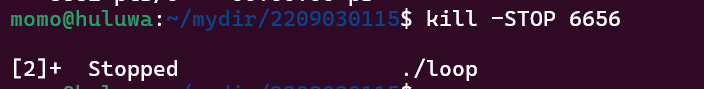 momo@huluwa:~/mydir/2209030115$ kill -STOP 6656
[2]+  Stopped                 ./loop